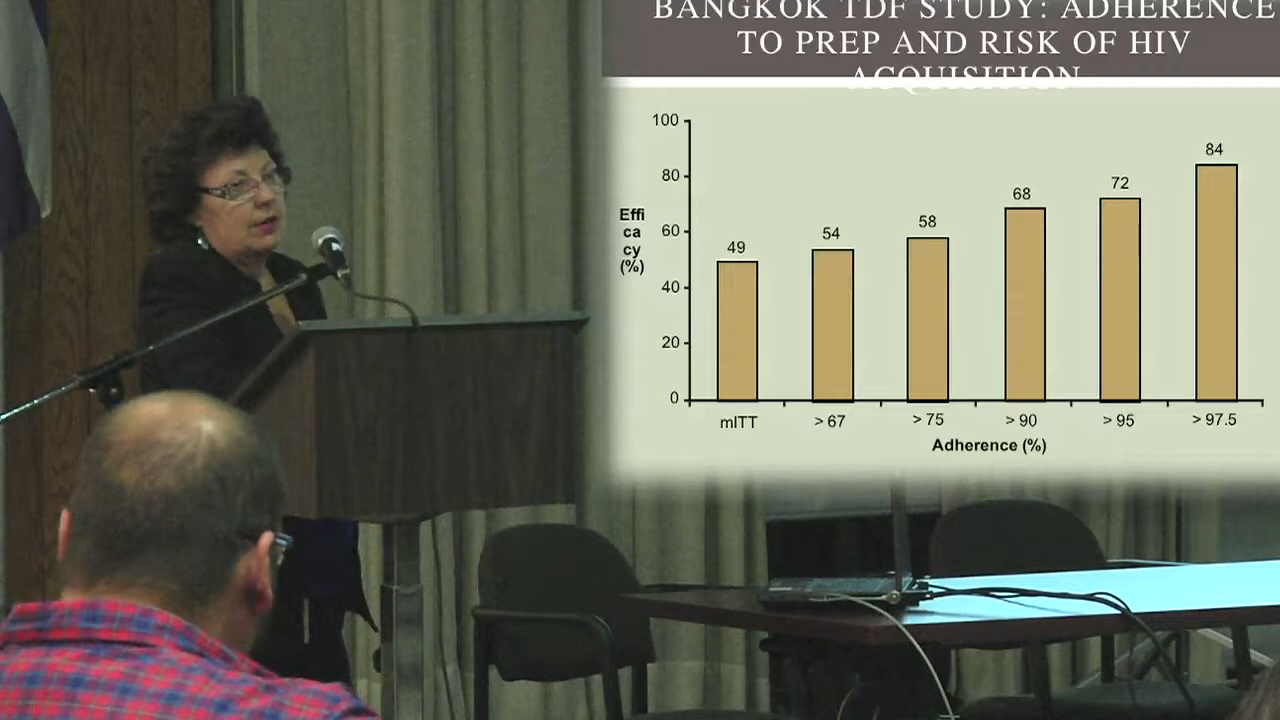 BANGKOK TDF STUDY: ADHERENCE
TO PREP AND RISK OF HIV
ACQUISITION
100
80
60
40
20
0
Effi
ca
cy
(%)
49
54
58
68
72
84
mITT
> 67
> 75
> 90
> 95
> 97.5
Adherence (%)